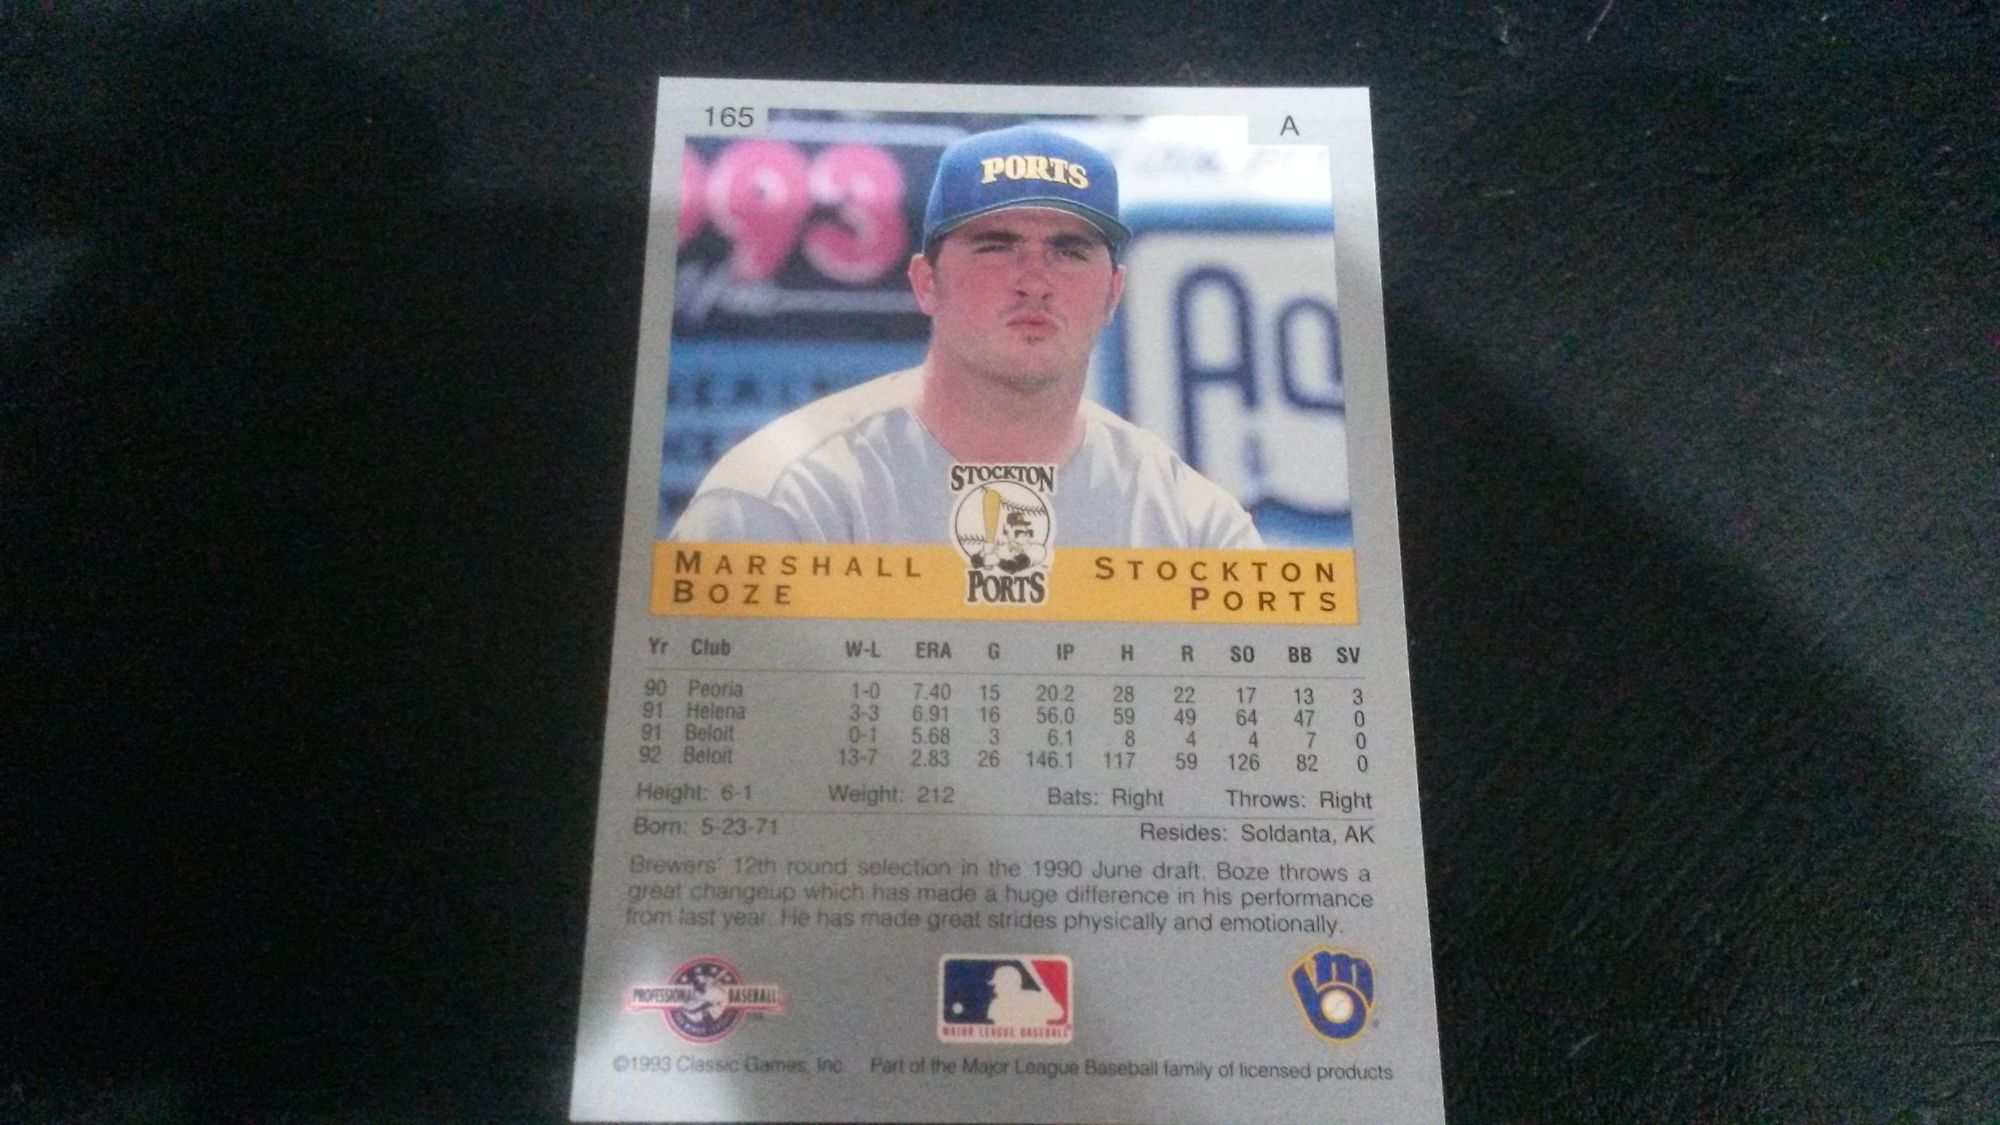 165
A
PORTS
93
As
STOCKTON
PORTS
MARSHALL
BOZE
STOCKTON
PORTS
Yr Club W-L ERA G IP H R SO BB SV
90 Peoria 1-0 7.40 15 20.2 28 22 17 13 3
91 Helena 3-3 6.91 16 56.0 59 49 64 47 0
91 Beloit 0-1 5.68 3 6.1 8 4 4 7 0
92 Beloit 13-7 2.83 26 146.1 117 59 126 82 0
Height: 6-1 Weight: 212 Bats: Right Throws: Right
Born: 5-23-71 Resides: Soldanta, AK
Brewers' 12th round selection in the 1990 June draft. Boze throws a
great changeup which has made a huge difference in his performance
from last year. He has made great strides physically and emotionally.
PROFESSIONAL BASEBALL
MAJOR LEAGUE BASEBALL
©1993 Classic Games, Inc. Part of the Major League Baseball family of licensed products